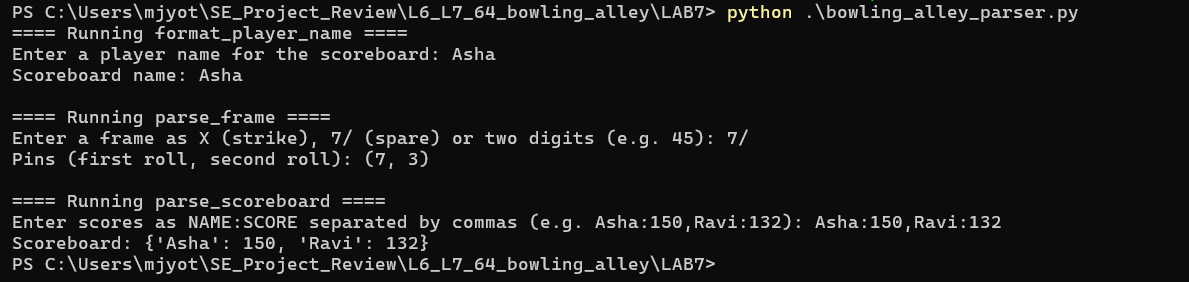 PS C:\Users\mjyot\SE_Project_Review\L6_L7_64_bowling_alley\LAB7> python .\bowling_alley_parser.py
==== Running format_player_name ====
Enter a player name for the scoreboard: Asha
Scoreboard name: Asha

==== Running parse_frame ====
Enter a frame as X (strike), 7/ (spare) or two digits (e.g. 45): 7/
Pins (first roll, second roll): (7, 3)

==== Running parse_scoreboard ====
Enter scores as NAME:SCORE separated by commas (e.g. Asha:150,Ravi:132): Asha:150,Ravi:132
Scoreboard: {'Asha': 150, 'Ravi': 132}
PS C:\Users\mjyot\SE_Project_Review\L6_L7_64_bowling_alley\LAB7>